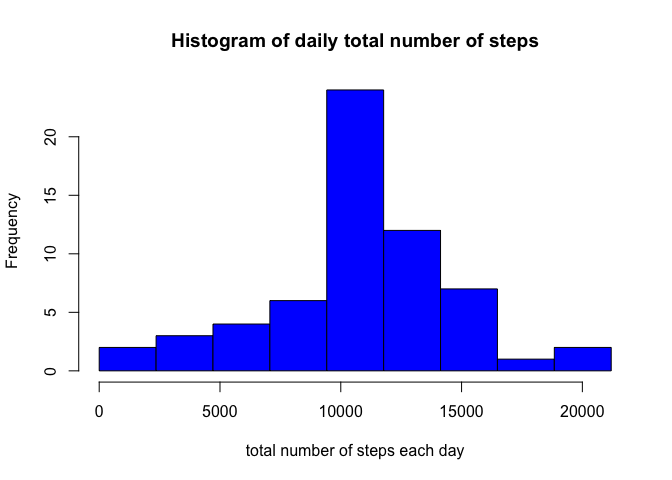 Histogram of daily total number of steps
Frequency
20
15
10
5
0
0 5000 10000 15000 20000
total number of steps each day